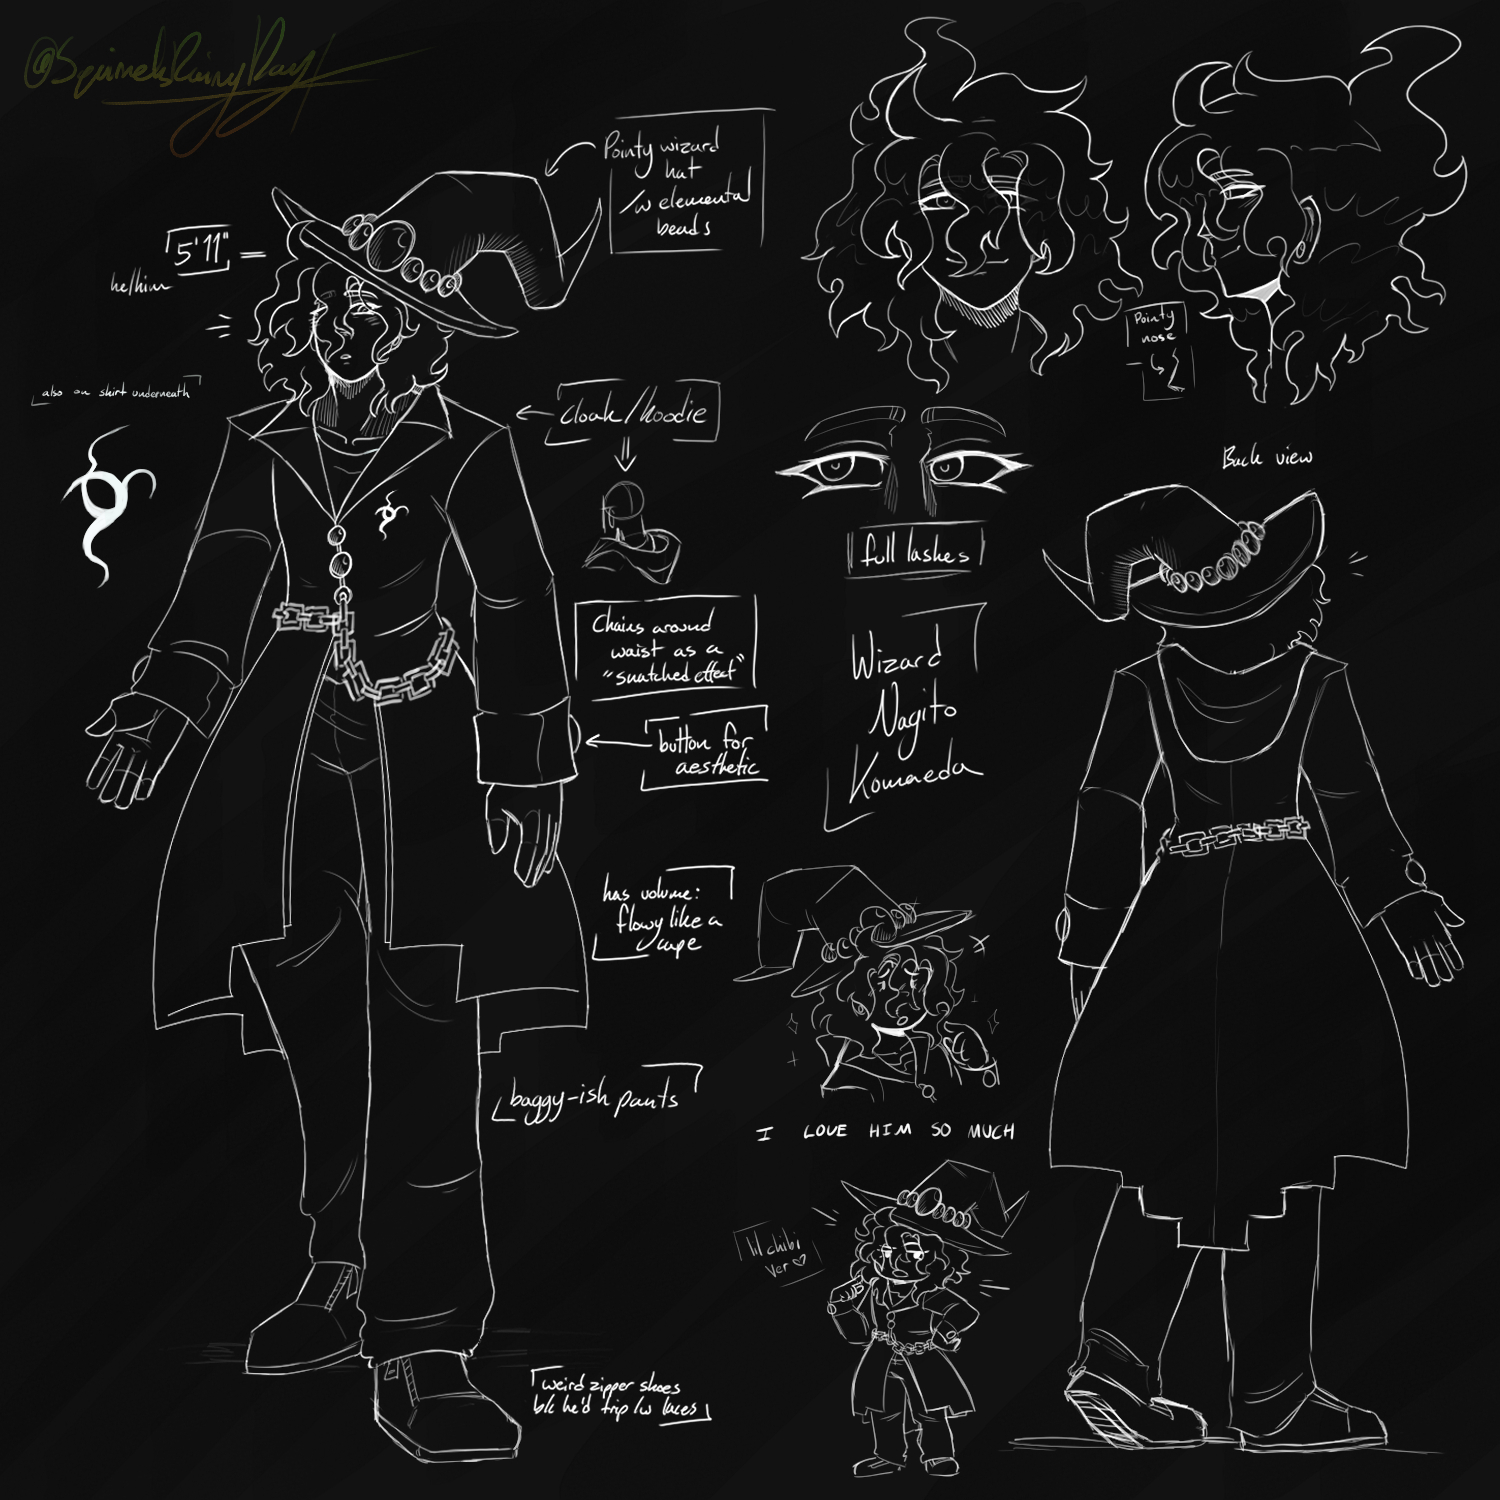 @SquirrelsRainyDay
Pointy wizard
hat
/w elemental
beads
5'11" =
he/him
also on shirt underneath
cloak/hoodie
Pointy
nose
full lashes
Back view
Chains around
waist as a
"snatched effect"
button for
aesthetic
Wizard
Nagito
Komaeda
has volume:
flowy like a
cape
baggy-ish pants
I LOVE HIM SO MUCH
lil chibi
ver ♡
weird zipper shoes
b/c he'd trip /w laces